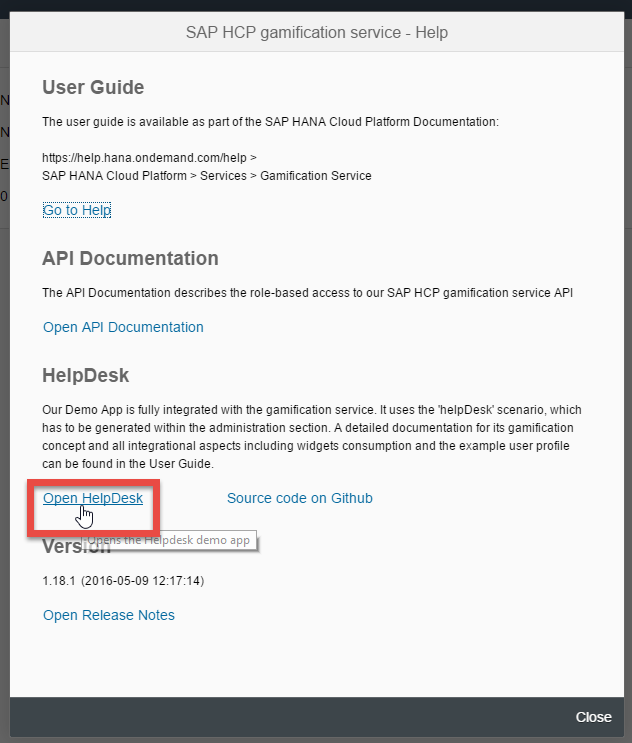 SAP HCP gamification service - Help
User Guide
The user guide is available as part of the SAP HANA Cloud Platform Documentation:
N
N
https://help.hana.ondemand.com/help >
E
SAP HANA Cloud Platform > Services > Gamification Service
0
Go to Help
API Documentation
The API Documentation describes the role-based access to our SAP HCP gamification service API
Open API Documentation
HelpDesk
Our Demo App is fully integrated with the gamification service. It uses the 'helpDesk' scenario, which
has to be generated within the administration section. A detailed documentation for its gamification
concept and all integrational aspects including widgets consumption and the example user profile
can be found in the User Guide.
Open HelpDesk Source code on Github
Opens the Helpdesk demo app
Version
1.18.1 (2016-05-09 12:17:14)
Open Release Notes
Close